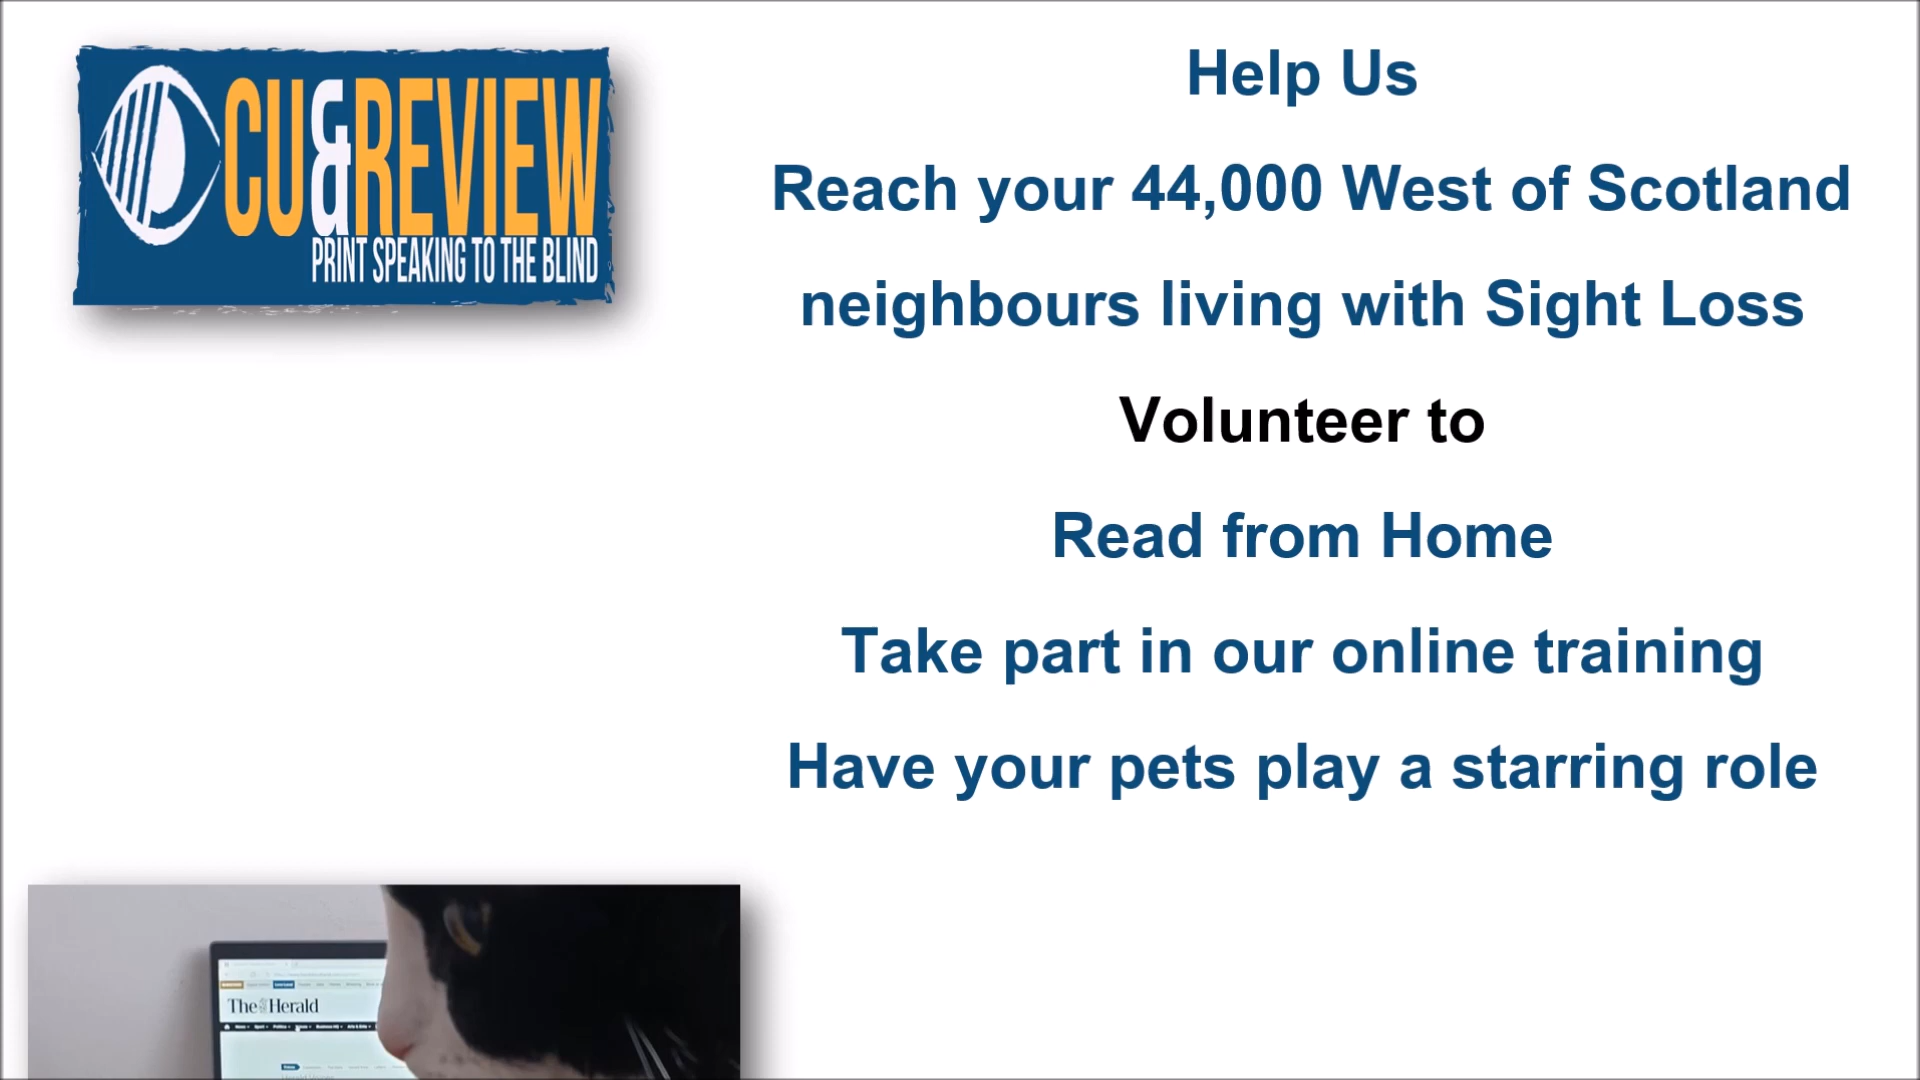 CU&REVIEW
PRINT SPEAKING TO THE BLIND
Help Us
Reach your 44,000 West of Scotland
neighbours living with Sight Loss
Volunteer to
Read from Home
Take part in our online training
Have your pets play a starring role
The Herald